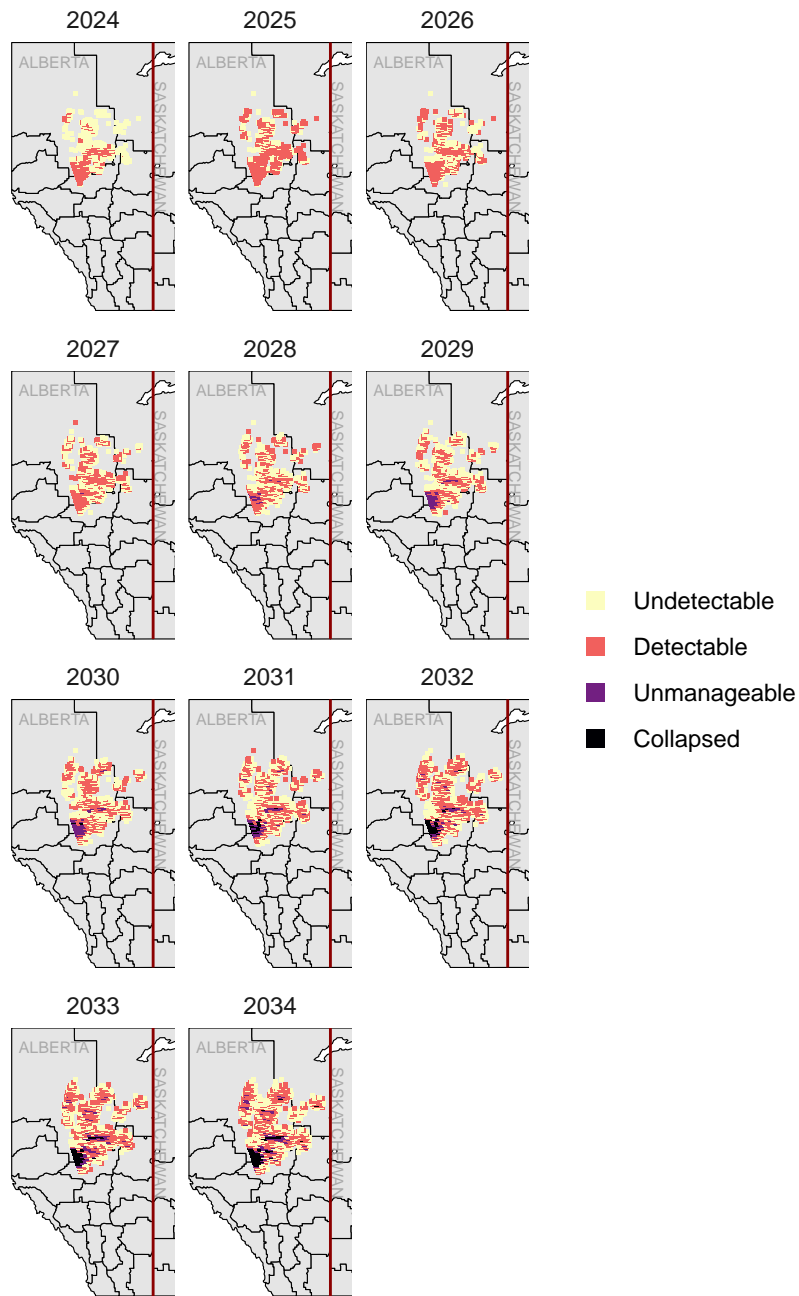 2024 2025 2026
ALBERTA ALBERTA ALBERTA
SASKATCHEWAN SASKATCHEWAN SASKATCHEWAN
2027 2028 2029
ALBERTA ALBERTA ALBERTA
SASKATCHEWAN SASKATCHEWAN SASKATCHEWAN
Undetectable
Detectable
Unmanageable
Collapsed
2030 2031 2032
ALBERTA ALBERTA ALBERTA
SASKATCHEWAN SASKATCHEWAN SASKATCHEWAN
2033 2034
ALBERTA ALBERTA
SASKATCHEWAN SASKATCHEWAN